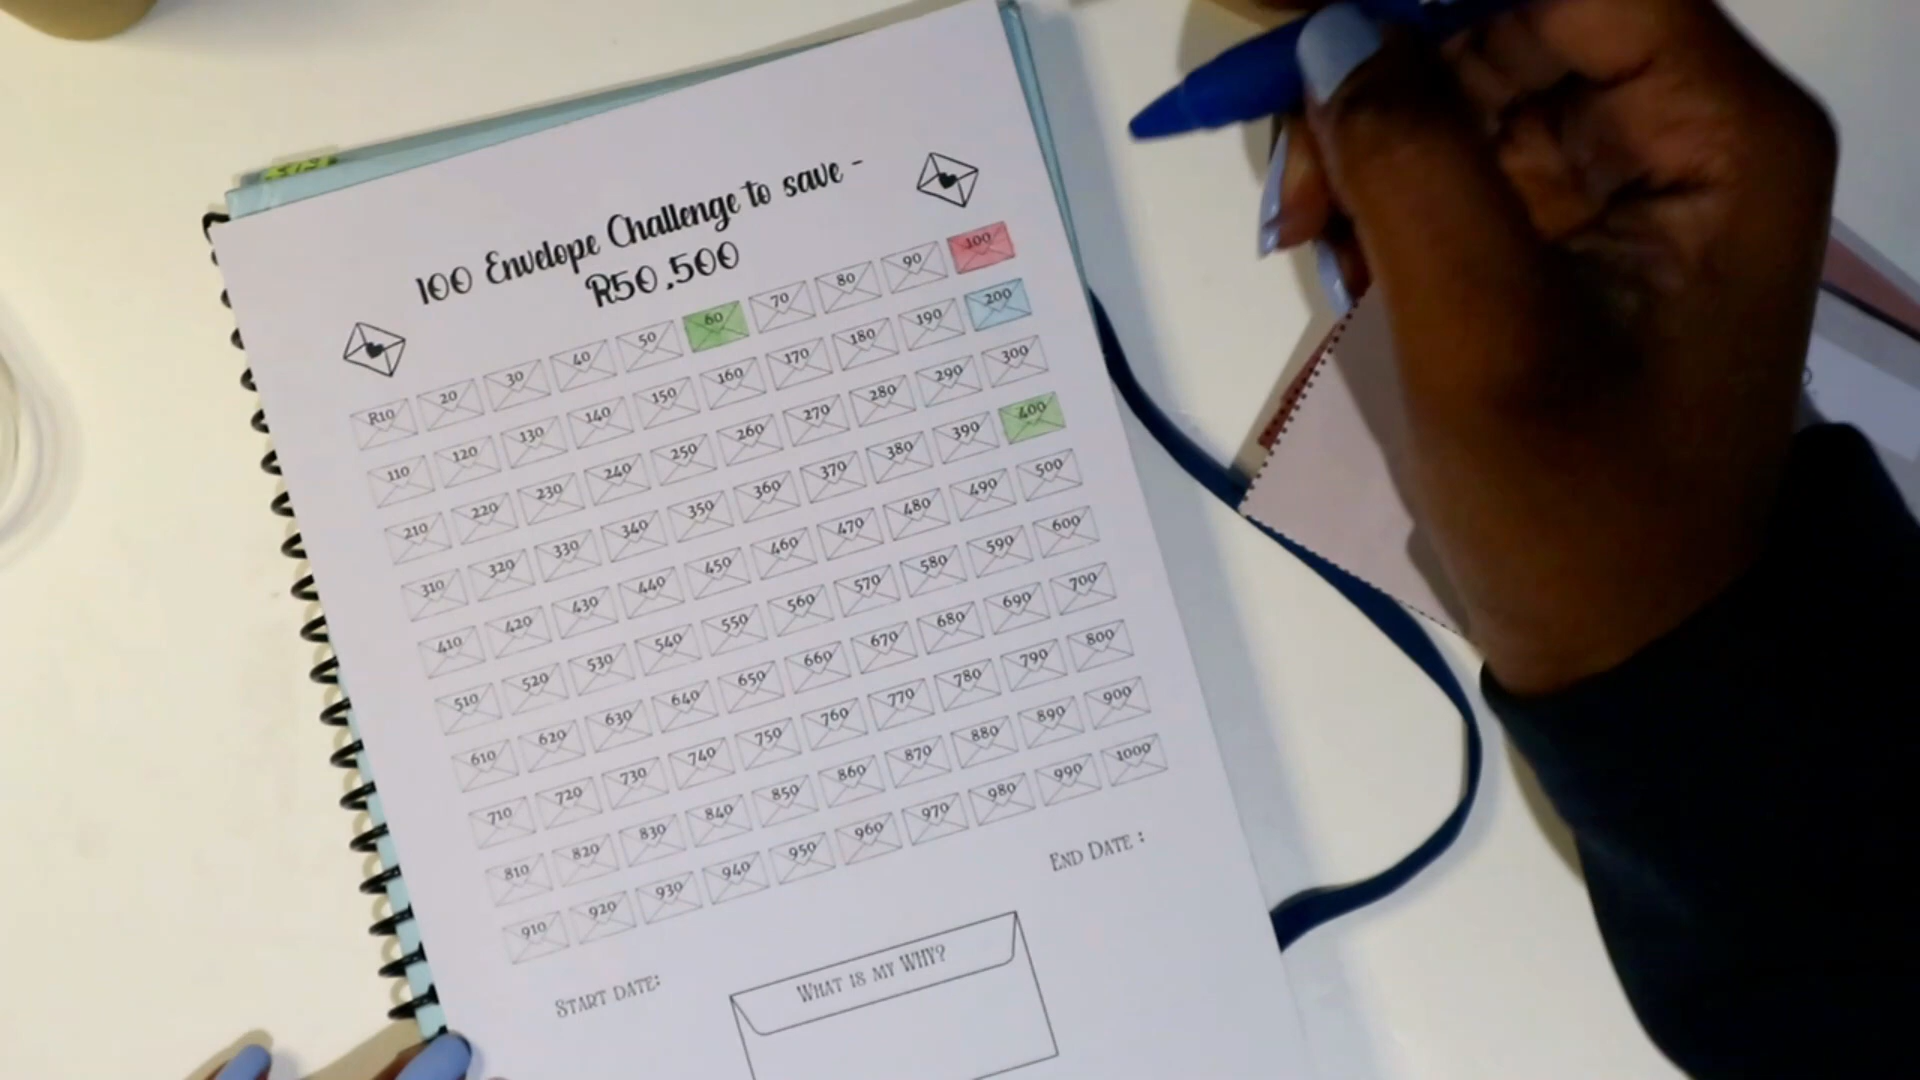 100 Envelope Challenge to save -
R50.500
R10 20 30 40 50 60 70 80 90 100
110 120 130 140 150 160 170 180 190 200
210 220 230 240 250 260 270 280 290 300
310 320 330 340 350 360 370 380 390 400
410 420 430 440 450 460 470 480 490 500
510 520 530 540 550 560 570 580 590 600
610 620 630 640 650 660 670 680 690 700
710 720 730 740 750 760 770 780 790 800
810 820 830 840 850 860 870 880 890 900
910 920 930 940 950 960 970 980 990 1000
START DATE: END DATE :
WHAT IS MY WHY?